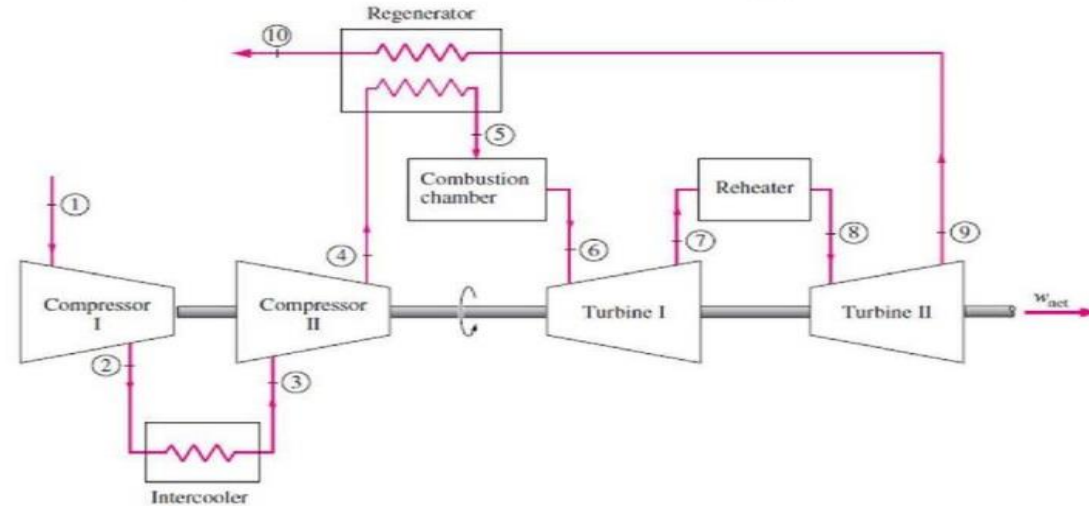 Regenerator
10
5
Combustion
chamber
Reheater
1
4
6
7
8
9
Compressor
I
Compressor
II
Turbine I
Turbine II
wnet
2
3
Intercooler